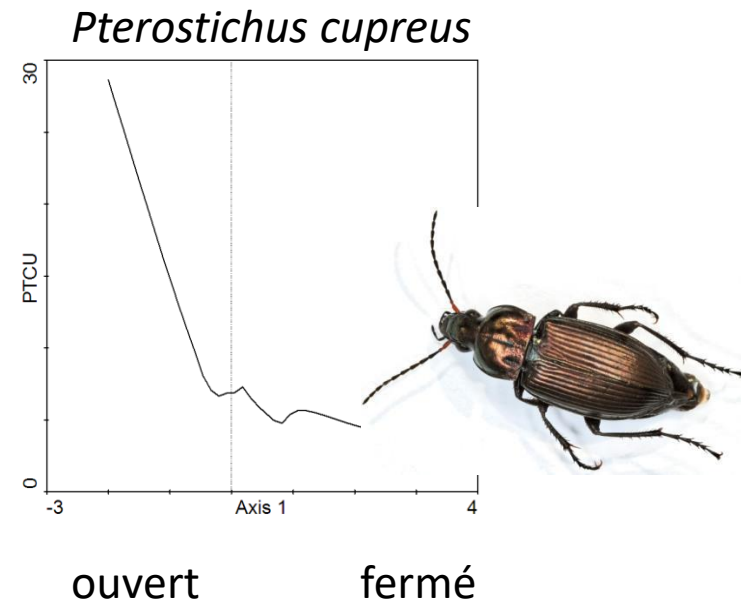 Pterostichus cupreus
30
PTCU
0
-3 Axis 1 4
ouvert fermé